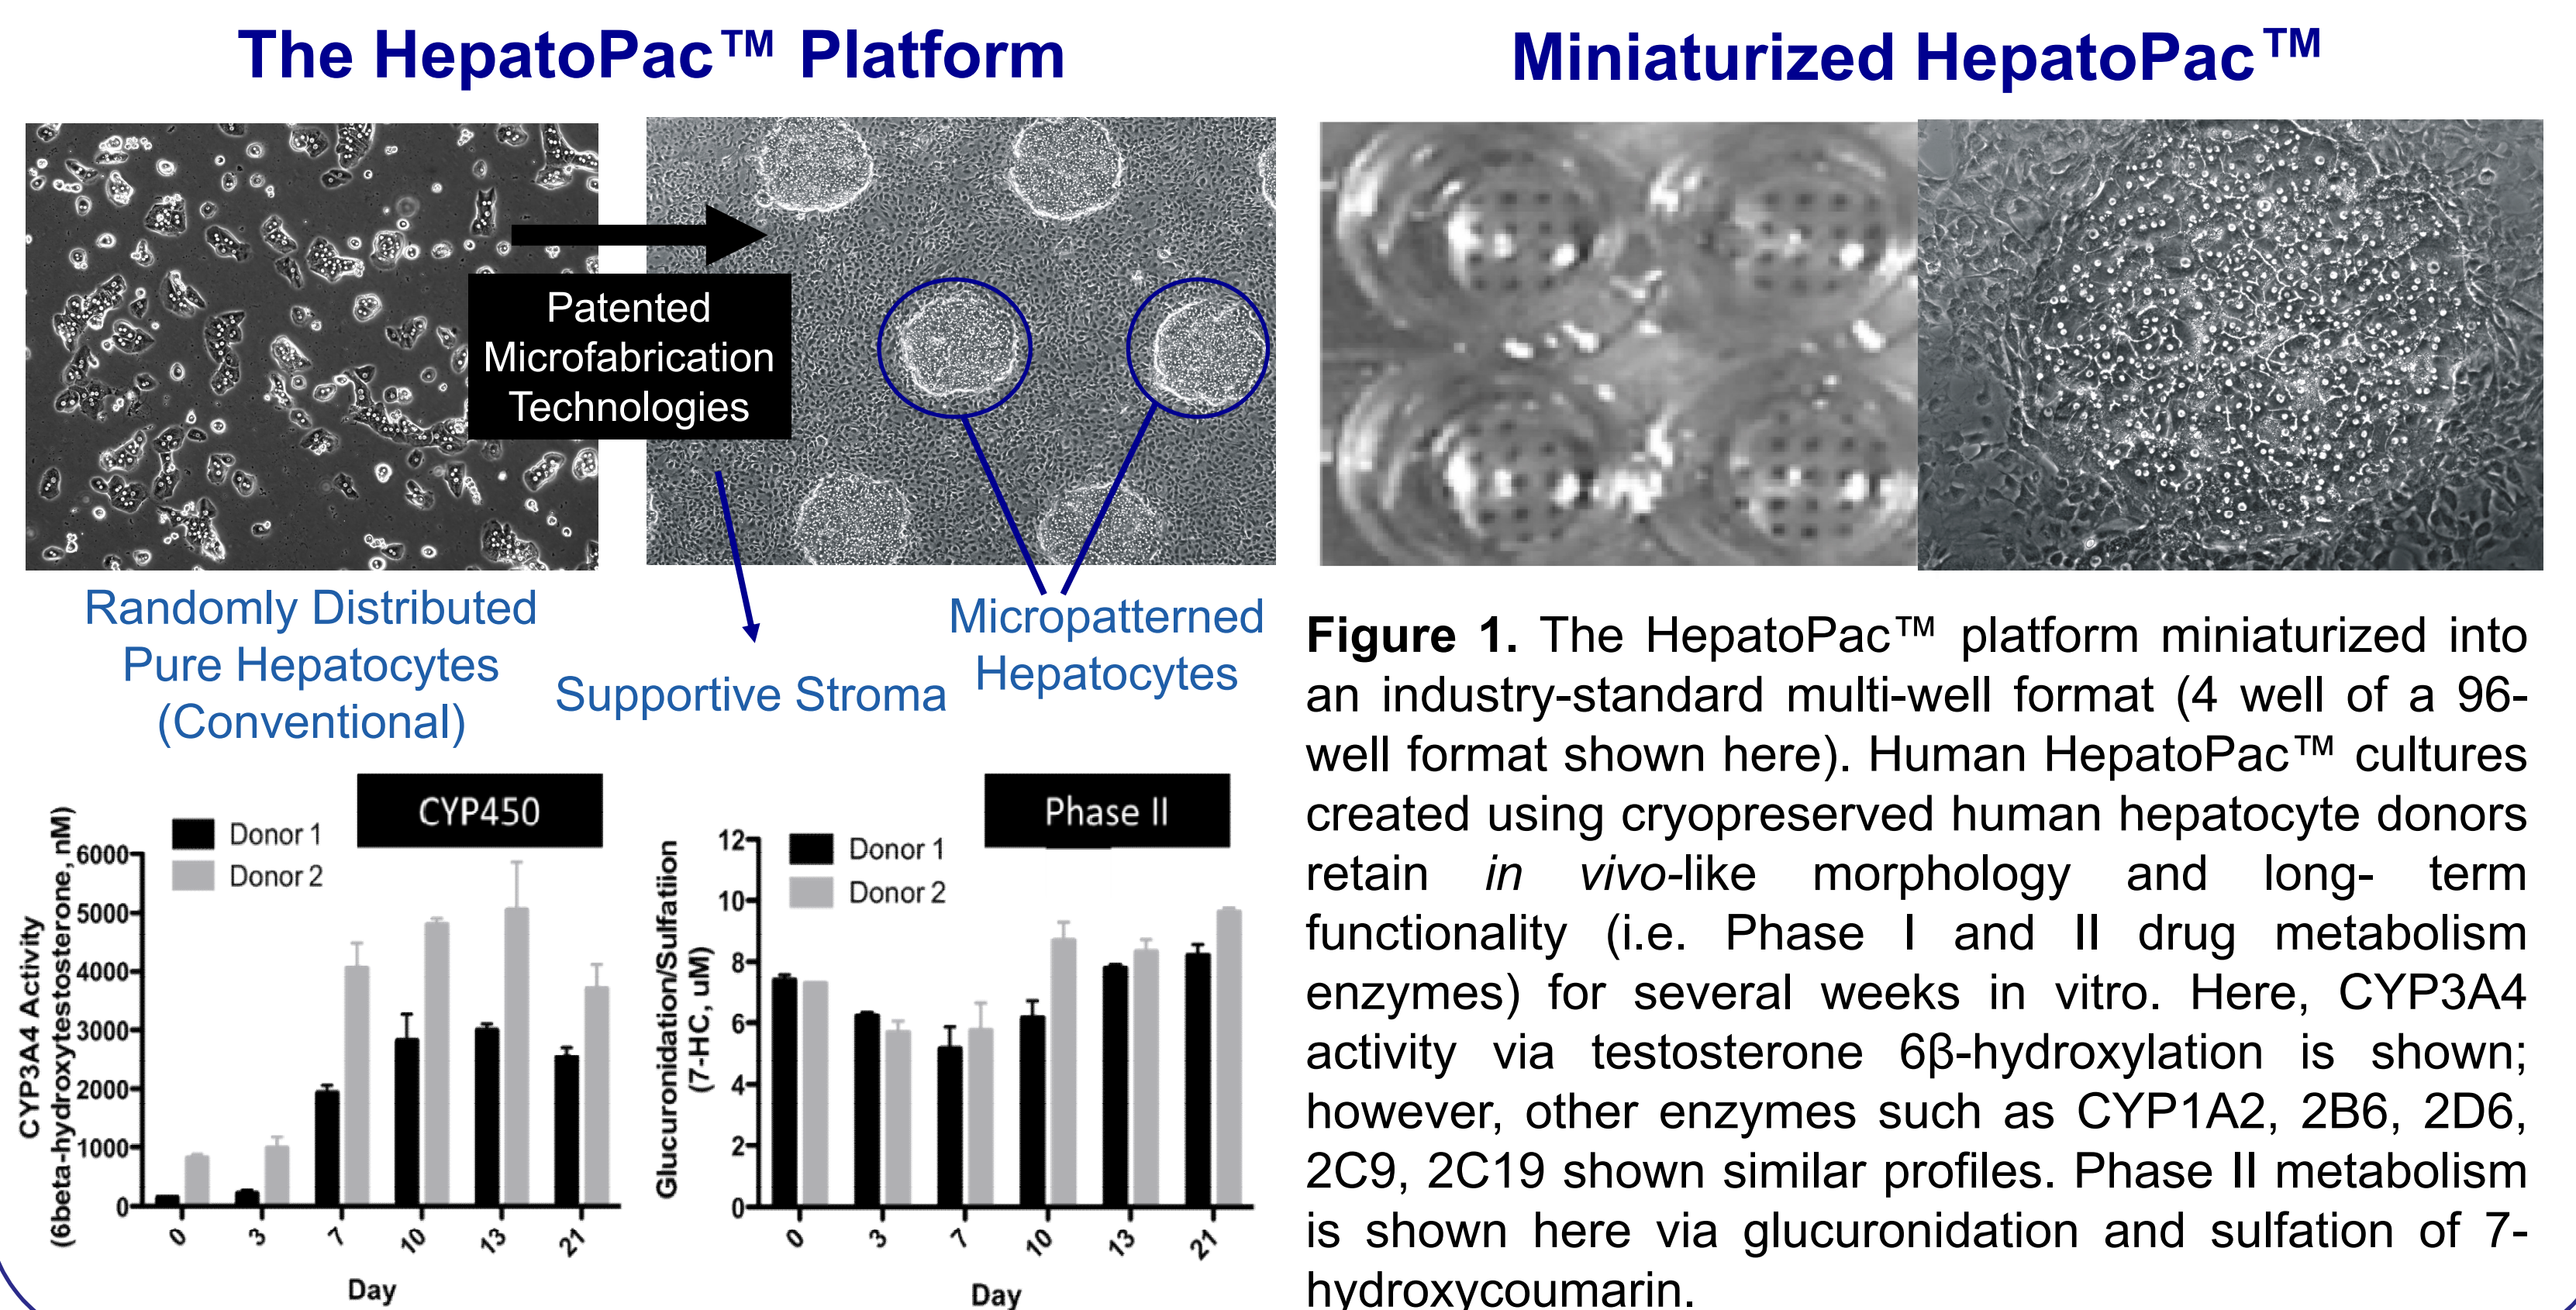 The HepatoPac™ Platform
Patented
Microfabrication
Technologies
Randomly Distributed
Pure Hepatocytes
(Conventional)
Supportive Stroma
Micropatterned
Hepatocytes
CYP450
Donor 1
Donor 2
CYP3A4 Activity
(6beta-hydroxytestosterone, nM)
6000
5000
4000
3000
2000
1000
0
0 3 7 10 13 21
Day
Phase II
Donor 1
Donor 2
Glucuronidation/Sulfatiion
(7-HC, uM)
12
10
8
6
4
2
0
0 3 7 10 13 21
Day
Miniaturized HepatoPac™
Figure 1. The HepatoPac™ platform miniaturized into
an industry-standard multi-well format (4 well of a 96-
well format shown here). Human HepatoPac™ cultures
created using cryopreserved human hepatocyte donors
retain in vivo-like morphology and long- term
functionality (i.e. Phase I and II drug metabolism
enzymes) for several weeks in vitro. Here, CYP3A4
activity via testosterone 6β-hydroxylation is shown;
however, other enzymes such as CYP1A2, 2B6, 2D6,
2C9, 2C19 shown similar profiles. Phase II metabolism
is shown here via glucuronidation and sulfation of 7-
hydroxycoumarin.